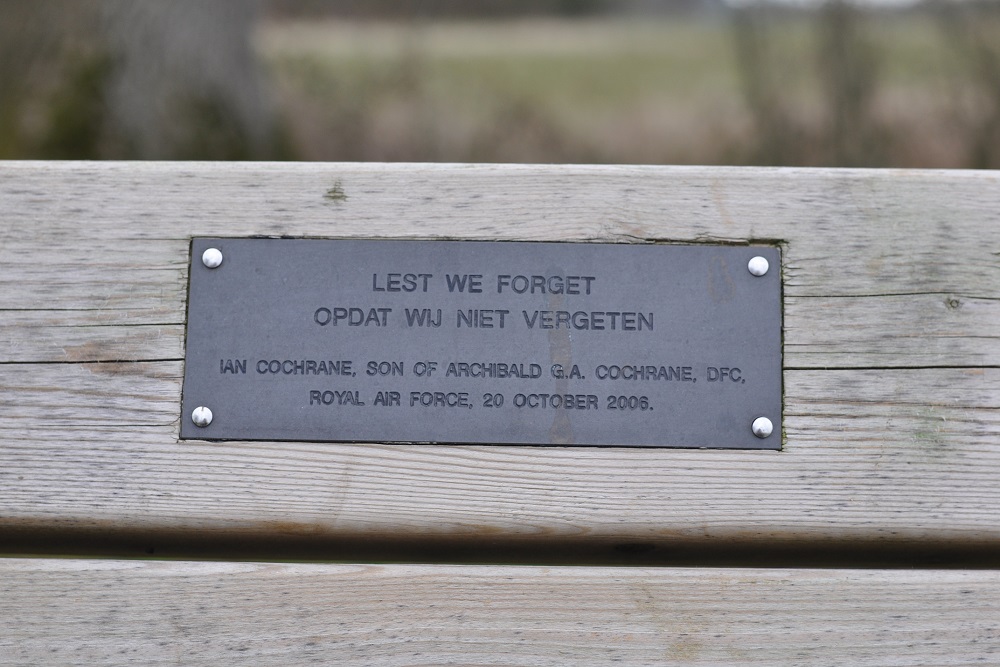 LEST WE FORGET
OPDAT WIJ NIET VERGETEN
IAN COCHRANE, SON OF ARCHIBALD G.A. COCHRANE, DFC,
ROYAL AIR FORCE, 20 OCTOBER 2006.